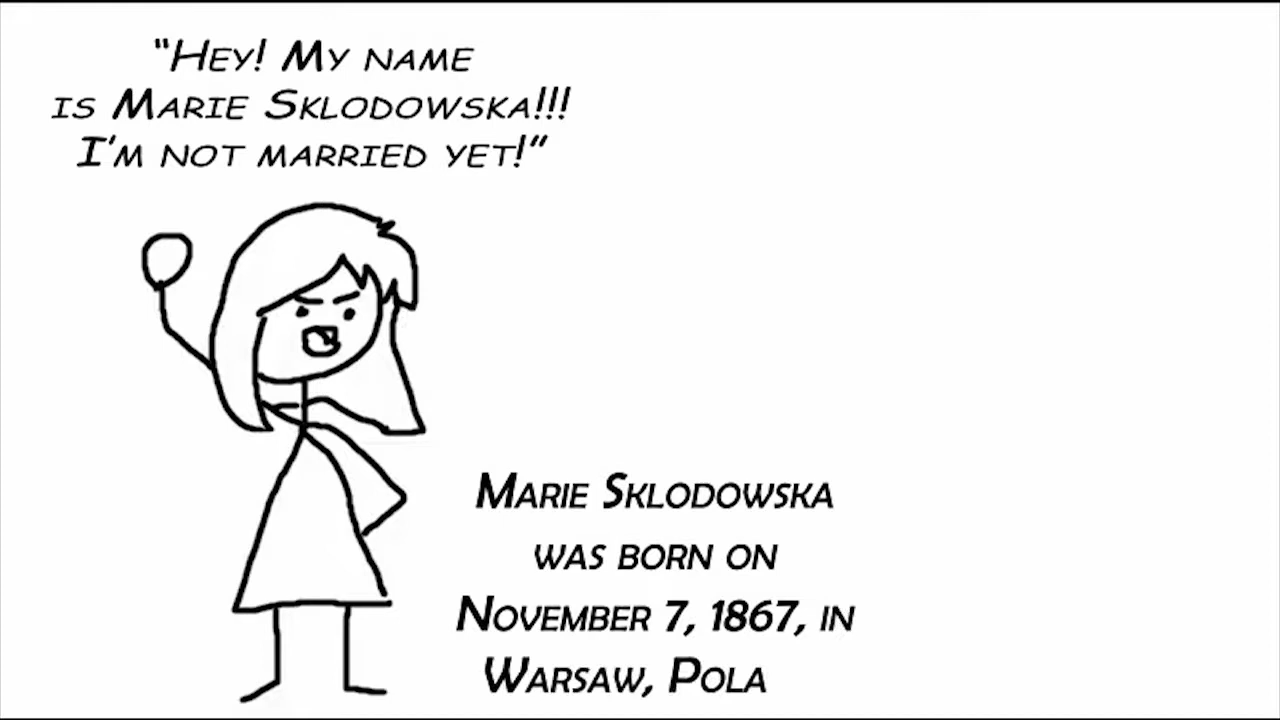 “Hey! My name
is Marie Sklodowska!!!
I’m not married yet!”
Marie Sklodowska
was born on
November 7, 1867, in
Warsaw, Pola